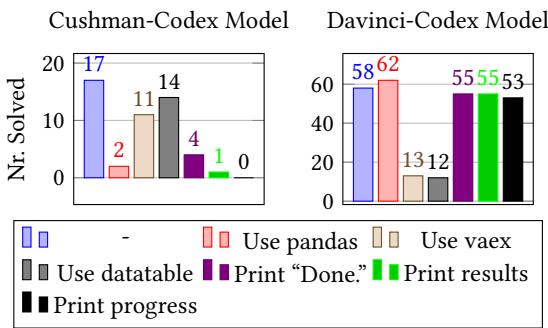 Cushman-Codex Model
Davinci-Codex Model
Nr. Solved
20
10
0
17
2
11
14
4
1
0
60
40
20
0
58
62
13
12
55
55
53
-
Use pandas
Use vaex
Use datatable
Print “Done.”
Print results
Print progress